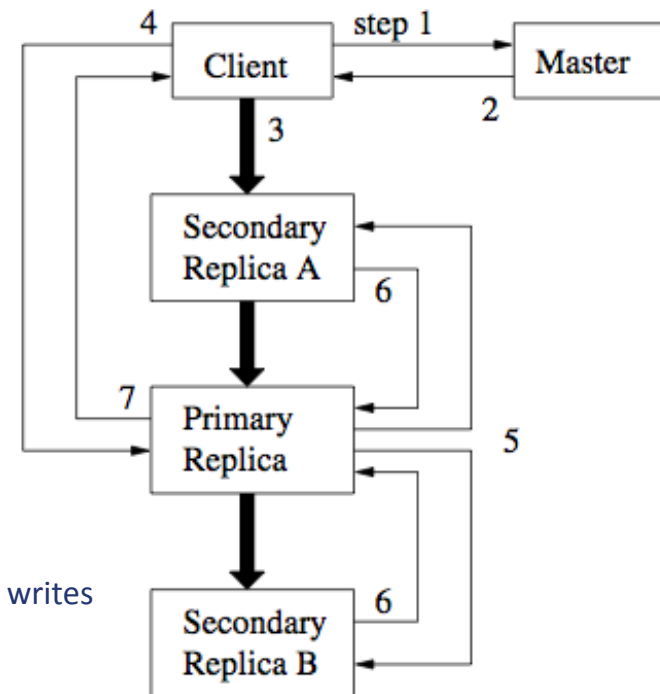 4
step 1
Client
Master
2
3
Secondary
Replica A
6
7
Primary
Replica
5
writes
6
Secondary
Replica B